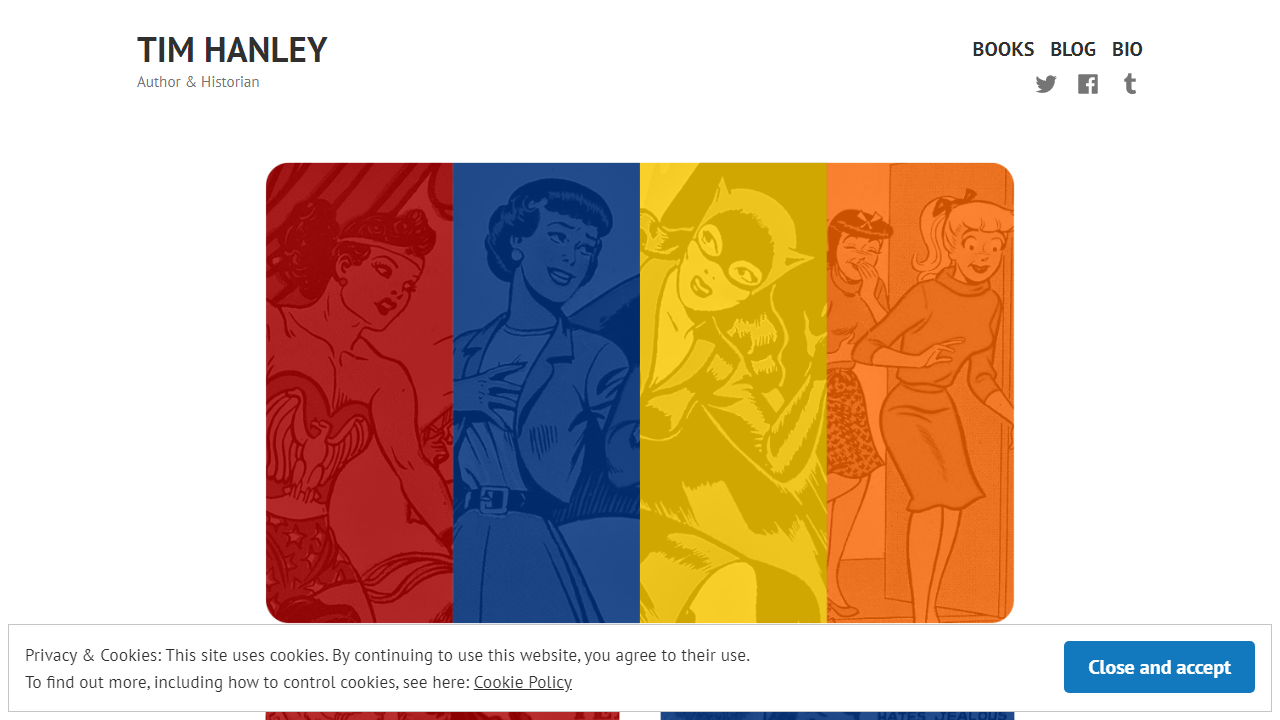 TIM HANLEY
Author & Historian
BOOKS BLOG BIO
Privacy & Cookies: This site uses cookies. By continuing to use this website, you agree to their use.
To find out more, including how to control cookies, see here: Cookie Policy
Close and accept
HATES JEALOUS